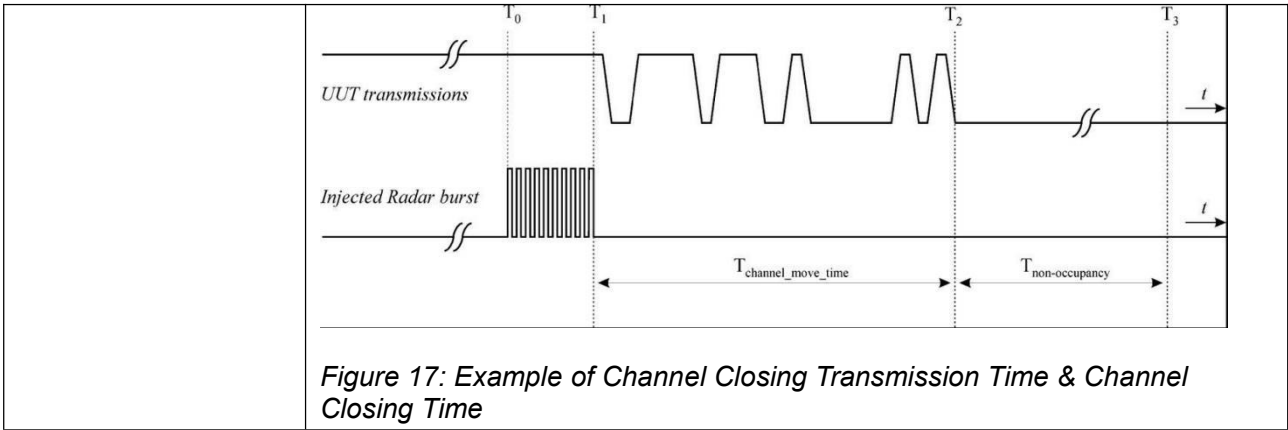 T0 T1 T2 T3
UUT transmissions
t
Injected Radar burst
t
Tchannel_move_time Tnon-occupancy
Figure 17: Example of Channel Closing Transmission Time & Channel
Closing Time